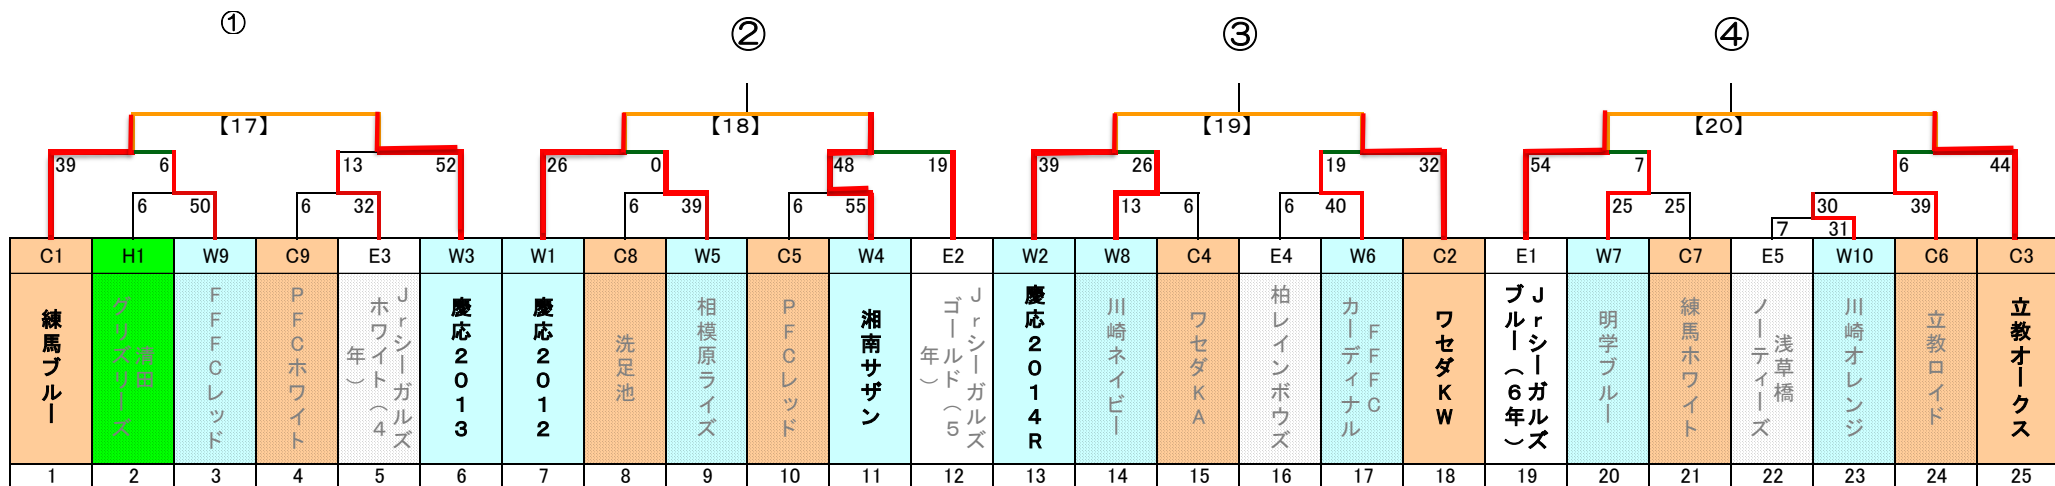 ① ② ③ ④
【17】 【18】 【19】 【20】
39 6 13 52 26 0 48 19 39 26 19 32 54 7 6 44
6 50 6 32 6 39 6 55 13 6 6 40 25 25 30 39
7 31
C1 H1 W9 C9 E3 W3 W1 C8 W5 C5 W4 E2 W2 W8 C4 E4 W6 C2 E1 W7 C7 E5 W10 C6 C3
練馬ブルー
清田
グリズリーズ
FFFCレッド
PFCホワイト
Jrシーガルズ
ホワイト(4
年)
慶応2013
慶応2012
洗足池
相模原ライズ
PFCレッド
湘南サザン
Jrシーガルズ
ゴールド(5
年)
慶応2014R
川崎ネイビー
ワセダKA
柏レインボウズ
FFFC
カーディナル
ワセダKW
Jrシーガルズ
ブルー(6年)
明学ブルー
練馬ホワイト
浅草橋
ノーティーズ
川崎オレンジ
立教ロイド
立教オークス
1 2 3 4 5 6 7 8 9 10 11 12 13 14 15 16 17 18 19 20 21 22 23 24 25